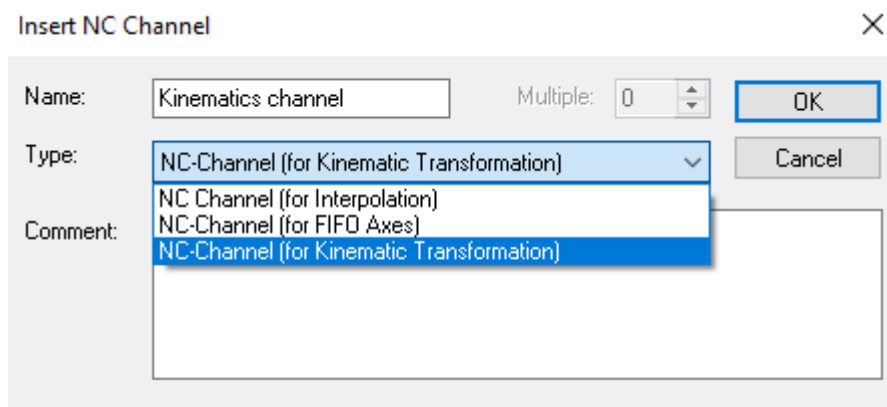 Insert NC Channel
Name: Kinematics channel Multiple: 0 OK
Type: NC-Channel (for Kinematic Transformation) Cancel
NC Channel (for Interpolation)
NC-Channel (for FIFO Axes)
Comment:
NC-Channel (for Kinematic Transformation)